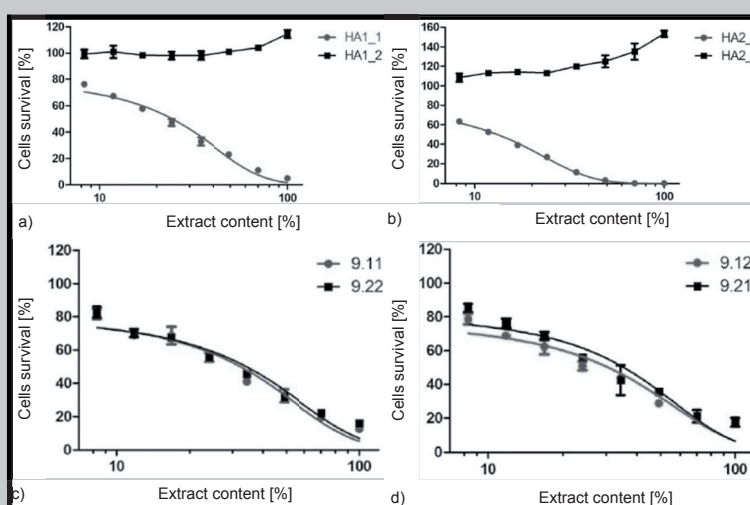 120
100
80
60
40
20
0
10
100
HA1_1
HA1_2
Cells survival [%]
Extract content [%]
a)
160
140
120
100
80
60
40
20
0
10
100
HA2_
HA2_
Cells survival [%]
Extract content [%]
b)
120
100
80
60
40
20
0
10
100
9.11
9.22
Cells survival [%]
Extract content [%]
c)
120
100
80
60
40
20
0
10
100
9.12
9.21
Cells survival [%]
Extract content [%]
d)